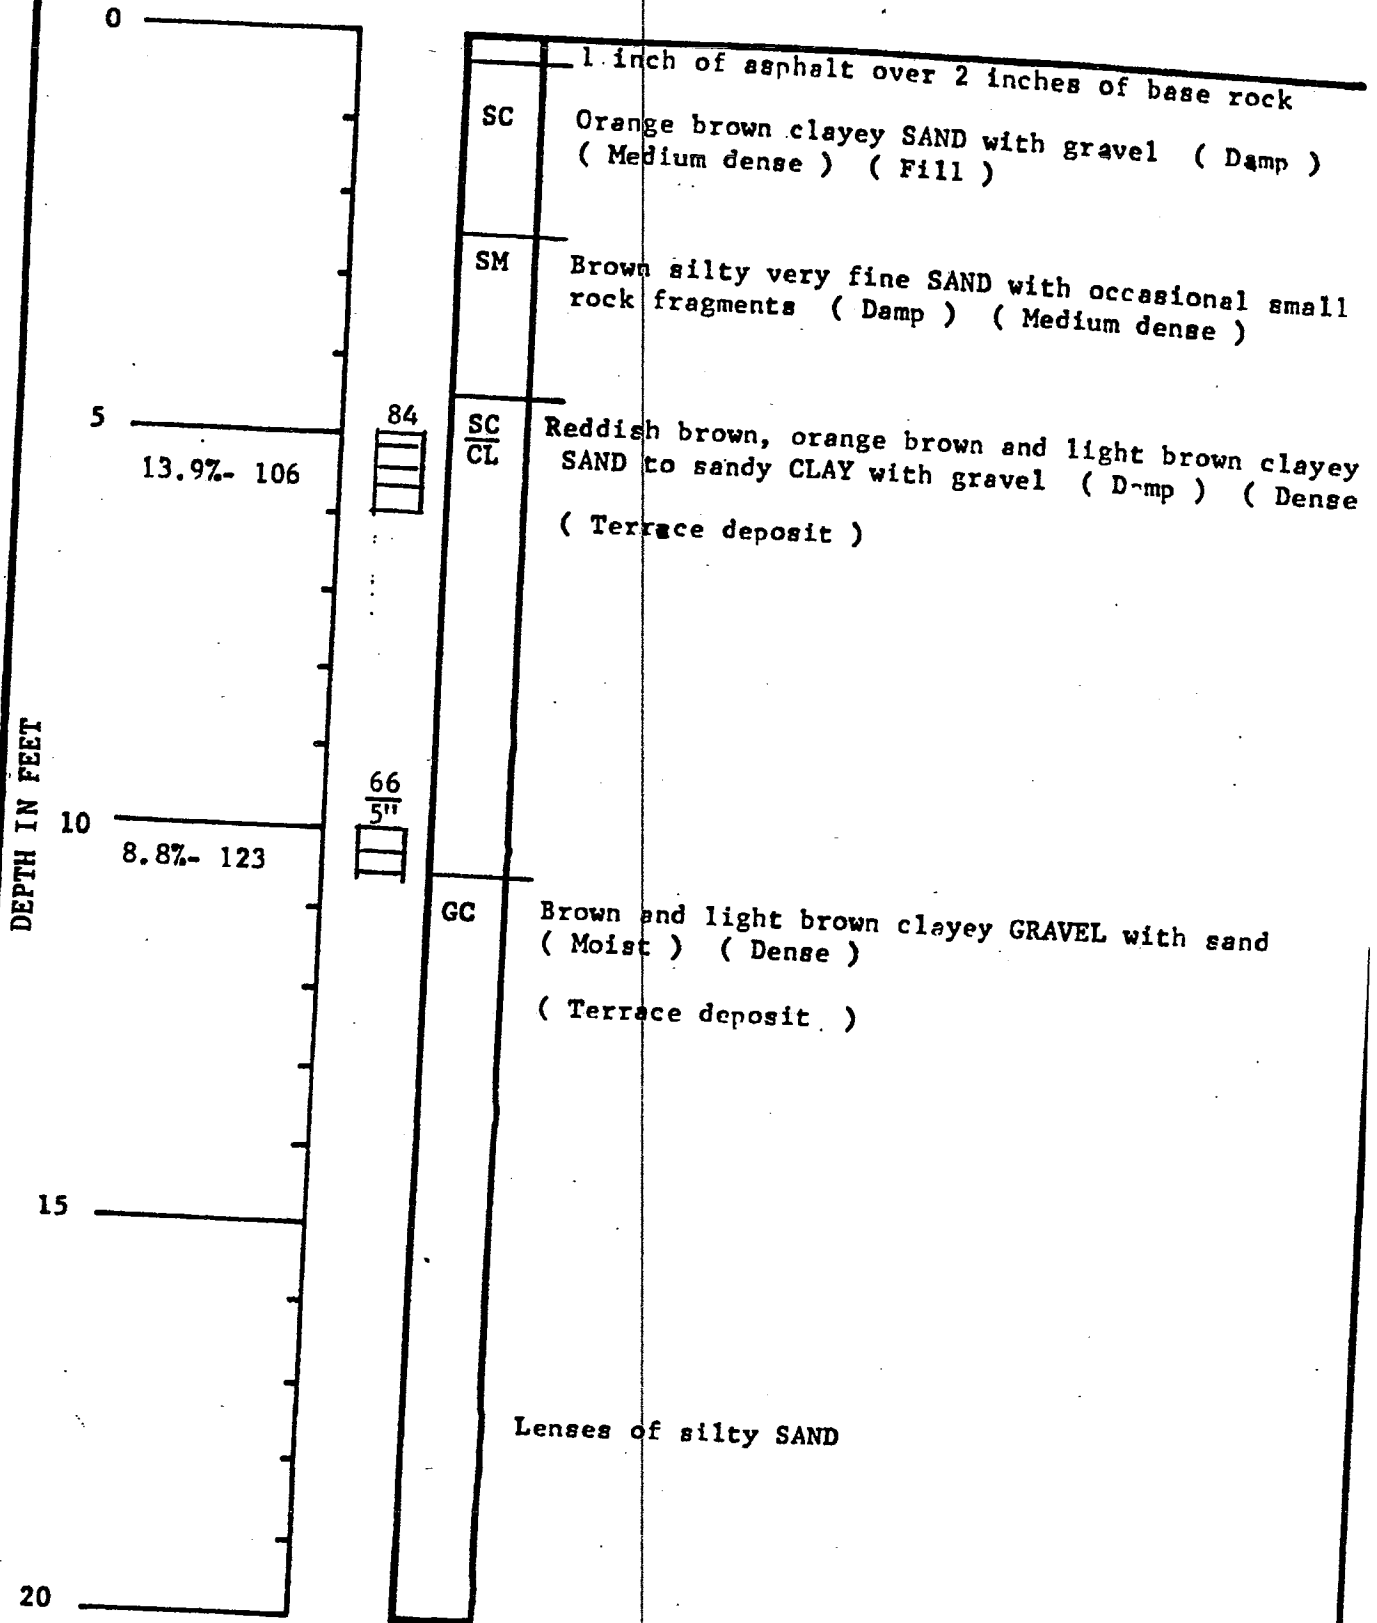 0
1 inch of asphalt over 2 inches of base rock
SC
Orange brown clayey SAND with gravel ( Damp )
( Medium dense ) ( Fill )
SM
Brown silty very fine SAND with occasional small
rock fragments ( Damp ) ( Medium dense )
5
84
13.9%- 106
SC
CL
Reddish brown, orange brown and light brown clayey
SAND to sandy CLAY with gravel ( D-mp ) ( Dense
( Terrace deposit )
DEPTH IN FEET
66
5"
10
8.8%- 123
GC
Brown and light brown clayey GRAVEL with sand
( Moist ) ( Dense )
( Terrace deposit )
15
Lenses of silty SAND
20